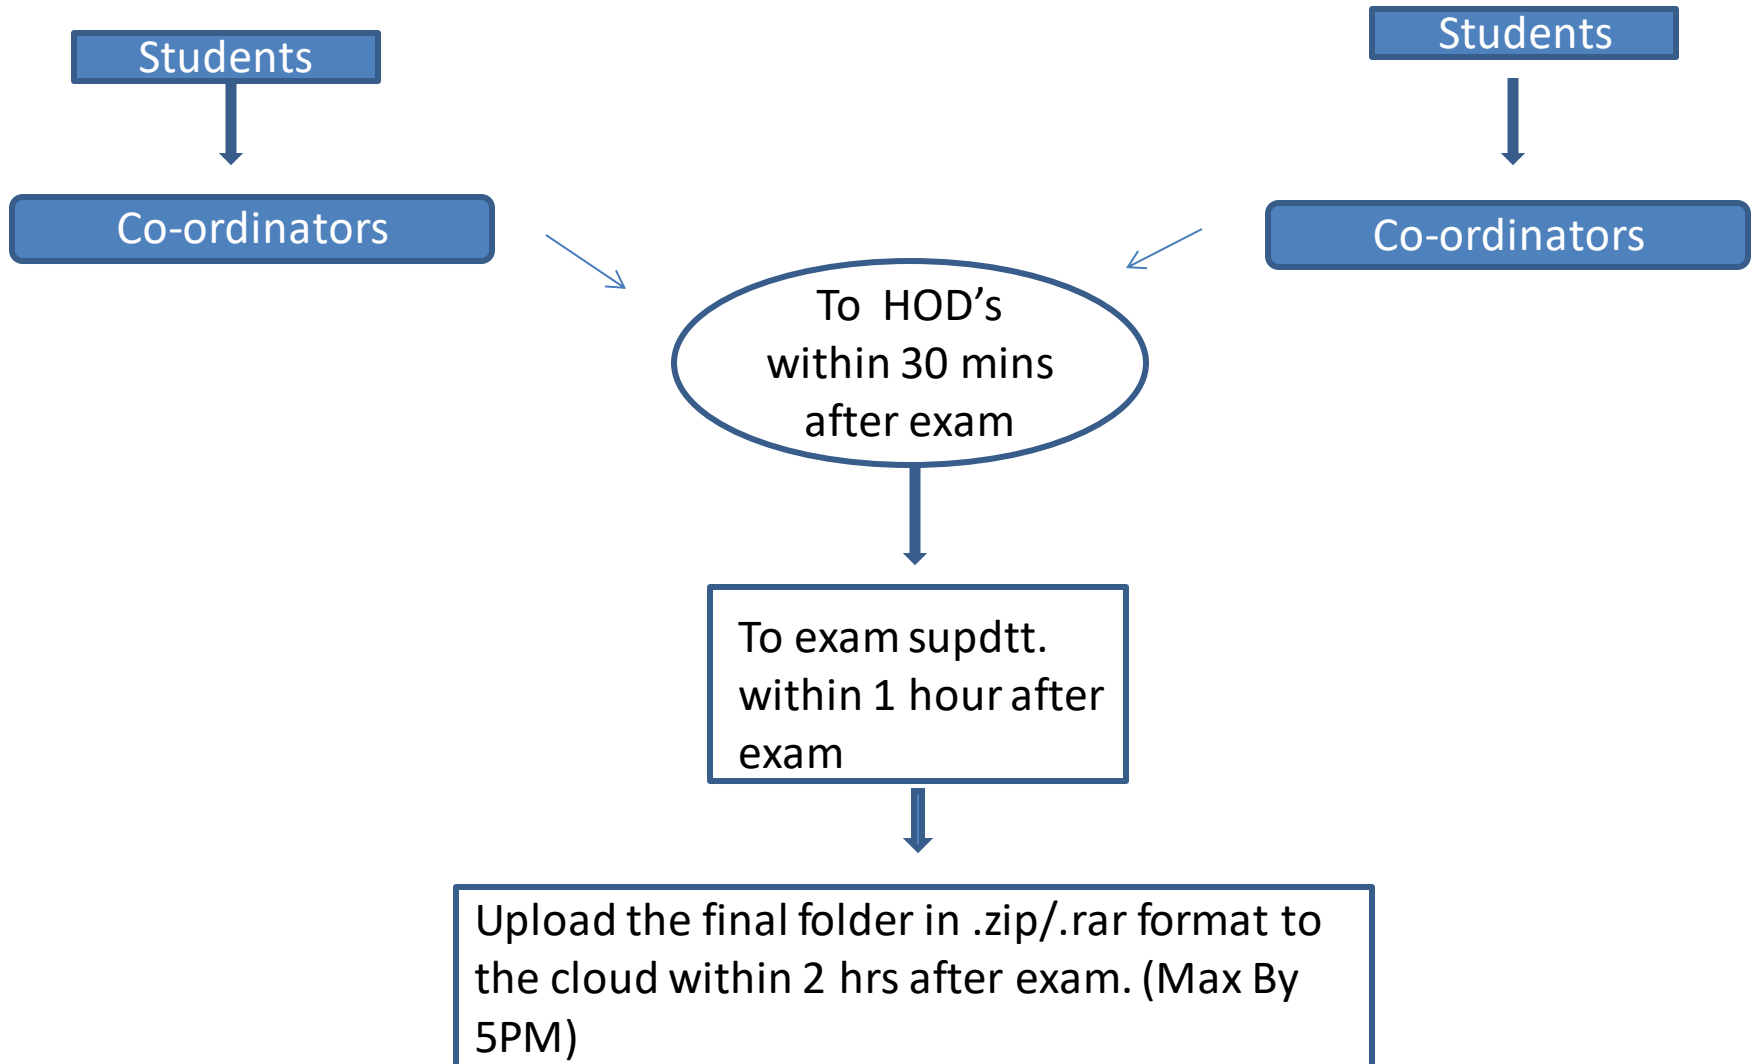 Students
Students
Co-ordinators
Co-ordinators
To HOD’s
within 30 mins
after exam
To exam supdtt.
within 1 hour after
exam
Upload the final folder in .zip/.rar format to
the cloud within 2 hrs after exam. (Max By
5PM)